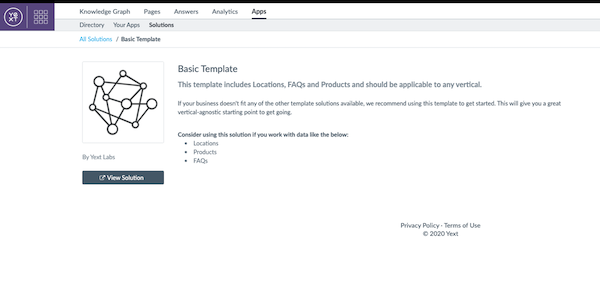 yext
Knowledge Graph Pages Answers Analytics Apps
Directory Your Apps Solutions
All Solutions / Basic Template
Basic Template
This template includes Locations, FAQs and Products and should be applicable to any vertical.
If your business doesn't fit any of the other template solutions available, we recommend using this template to get started. This will give you a great
vertical-agnostic starting point to get going.
Consider using this solution if you work with data like the below:
• Locations
• Products
• FAQs
By Yext Labs
View Solution
Privacy Policy · Terms of Use
© 2020 Yext